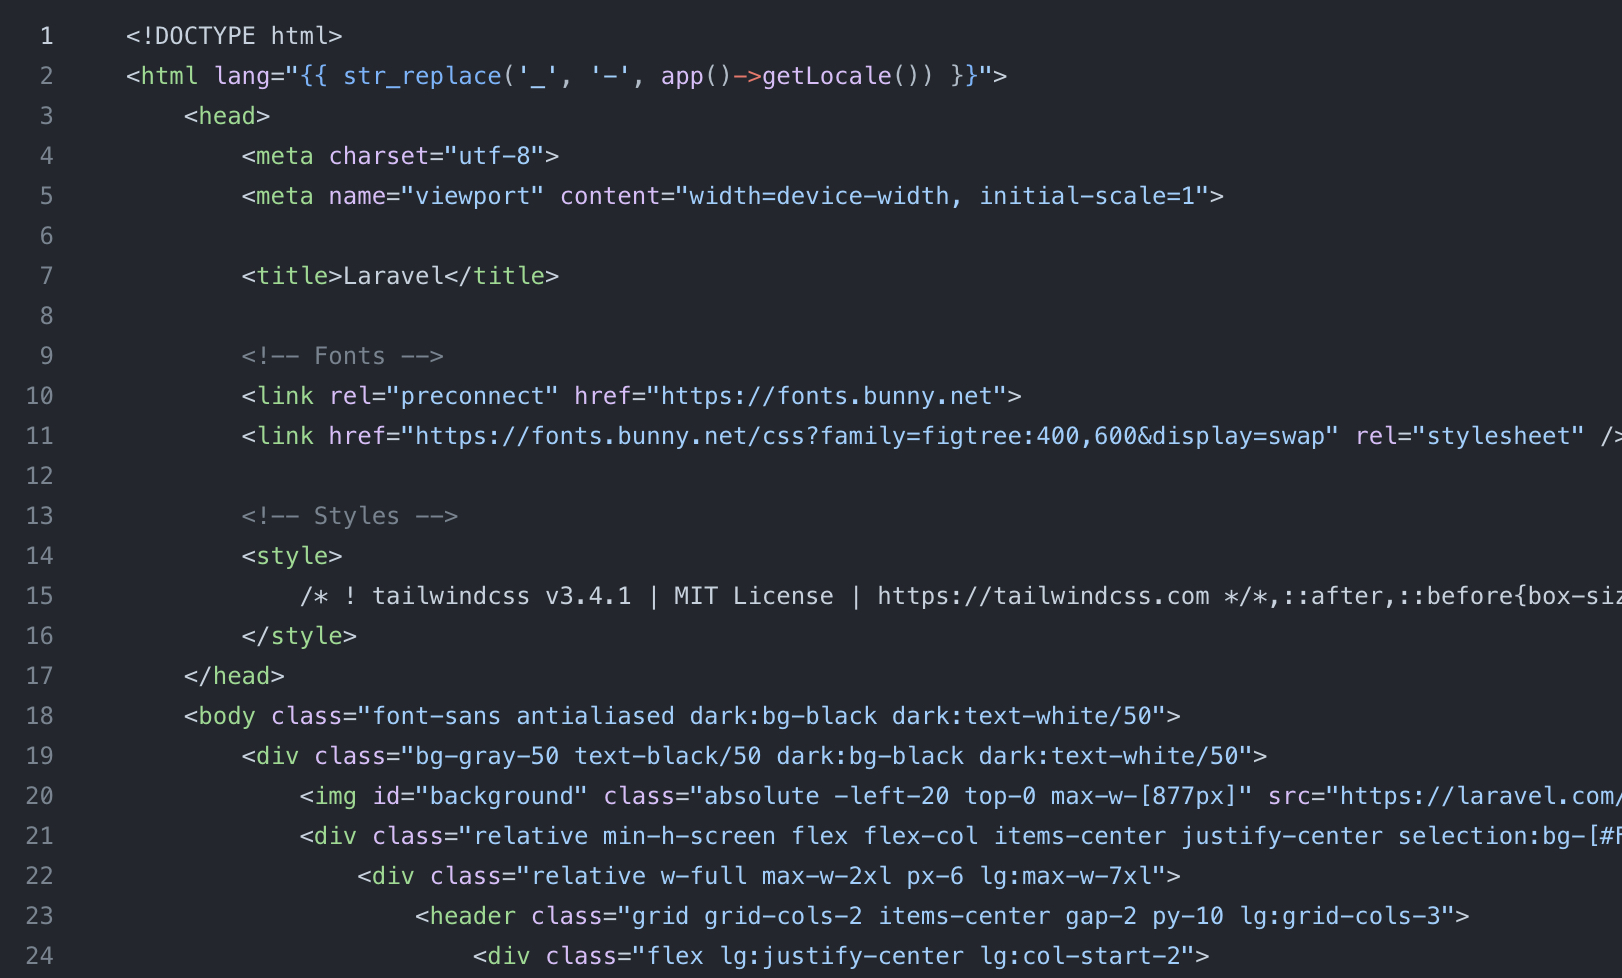 1 <!DOCTYPE html>
2 <html lang="{{ str_replace('_', '-', app()->getLocale()) }}">
3 <head>
4 <meta charset="utf-8">
5 <meta name="viewport" content="width=device-width, initial-scale=1">
6
7 <title>Laravel</title>
8
9 <!-- Fonts -->
10 <link rel="preconnect" href="https://fonts.bunny.net">
11 <link href="https://fonts.bunny.net/css?family=figtree:400,600&display=swap" rel="stylesheet" />
12
13 <!-- Styles -->
14 <style>
15 /* ! tailwindcss v3.4.1 | MIT License | https://tailwindcss.com */*,::after,::before{box-siz
16 </style>
17 </head>
18 <body class="font-sans antialiased dark:bg-black dark:text-white/50">
19 <div class="bg-gray-50 text-black/50 dark:bg-black dark:text-white/50">
20 <img id="background" class="absolute -left-20 top-0 max-w-[877px]" src="https://laravel.com/
21 <div class="relative min-h-screen flex flex-col items-center justify-center selection:bg-[#F
22 <div class="relative w-full max-w-2xl px-6 lg:max-w-7xl">
23 <header class="grid grid-cols-2 items-center gap-2 py-10 lg:grid-cols-3">
24 <div class="flex lg:justify-center lg:col-start-2">